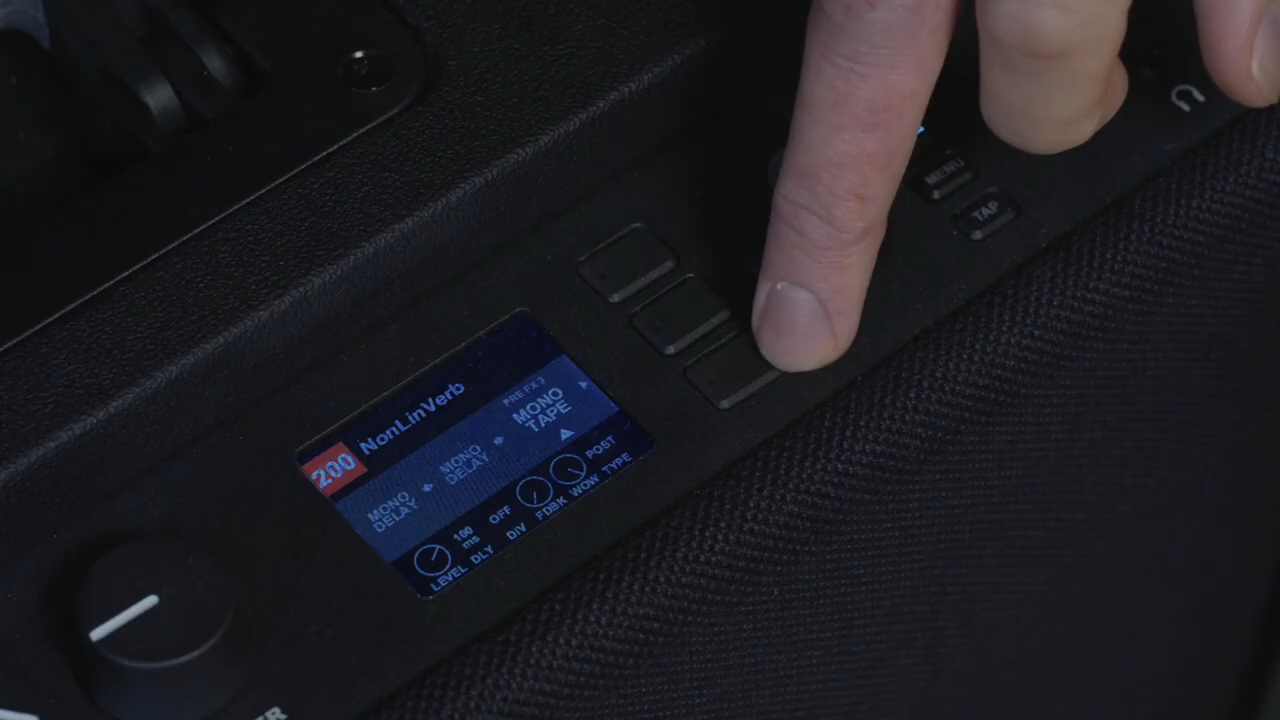 MENU
TAP
200 NonLinVerb
PRE FX 3
MONO DELAY
MONO DELAY
MONO TAPE
100 ms
OFF
POST
LEVEL DLY DIV FDBK WOW TYPE